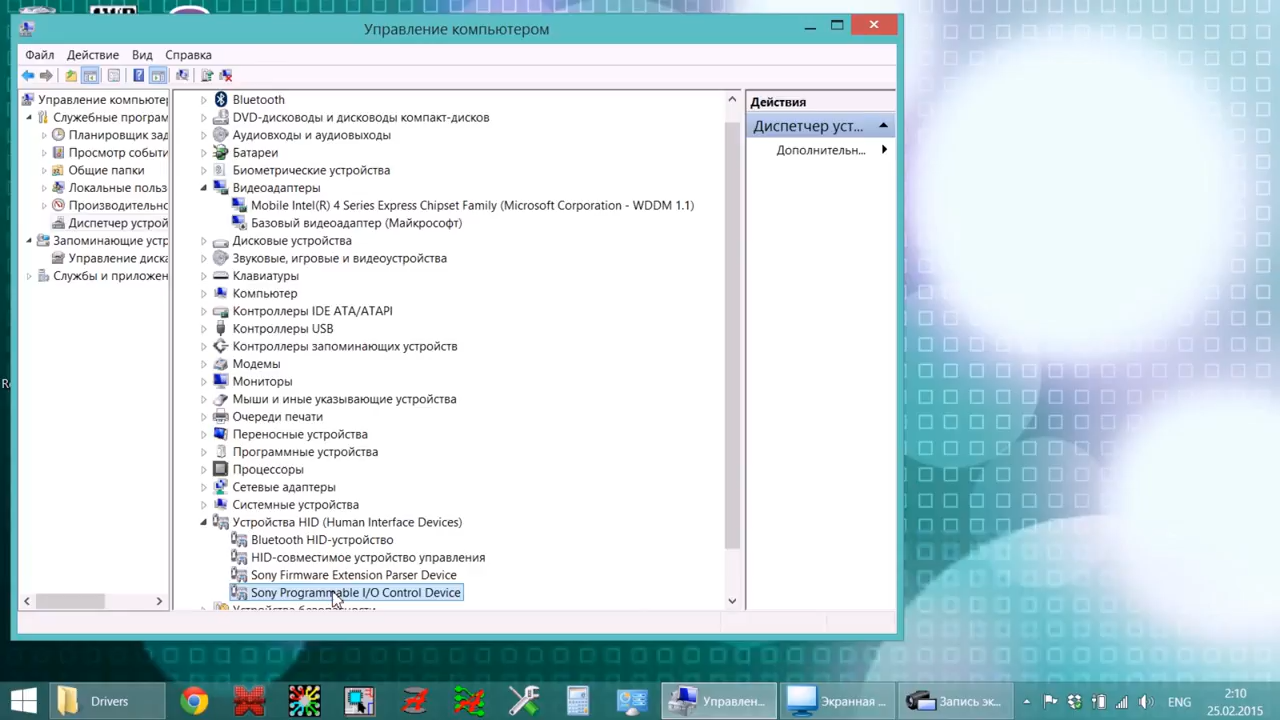 Управление компьютером
Файл Действие Вид Справка
Управление компьютер
Служебные програм
Планировщик зад
Просмотр событи
Общие папки
Локальные польз
Производительнос
Диспетчер устрой
Запоминающие устр
Управление диска
Службы и приложен
Bluetooth
DVD-дисководы и дисководы компакт-дисков
Аудиовходы и аудиовыходы
Батареи
Биометрические устройства
Видеоадаптеры
Mobile Intel(R) 4 Series Express Chipset Family (Microsoft Corporation - WDDM 1.1)
Базовый видеоадаптер (Майкрософт)
Дисковые устройства
Звуковые, игровые и видеоустройства
Клавиатуры
Компьютер
Контроллеры IDE ATA/ATAPI
Контроллеры USB
Контроллеры запоминающих устройств
Модемы
Мониторы
Мыши и иные указывающие устройства
Очереди печати
Переносные устройства
Программные устройства
Процессоры
Сетевые адаптеры
Системные устройства
Устройства HID (Human Interface Devices)
Bluetooth HID-устройство
HID-совместимое устройство управления
Sony Firmware Extension Parser Device
Sony Programmable I/O Control Device
Устройства безопасности
Действия
Диспетчер уст...
Дополнительн...
Drivers
Управлен...
Экранная ...
Запись эк...
ENG
2:10
25.02.2015